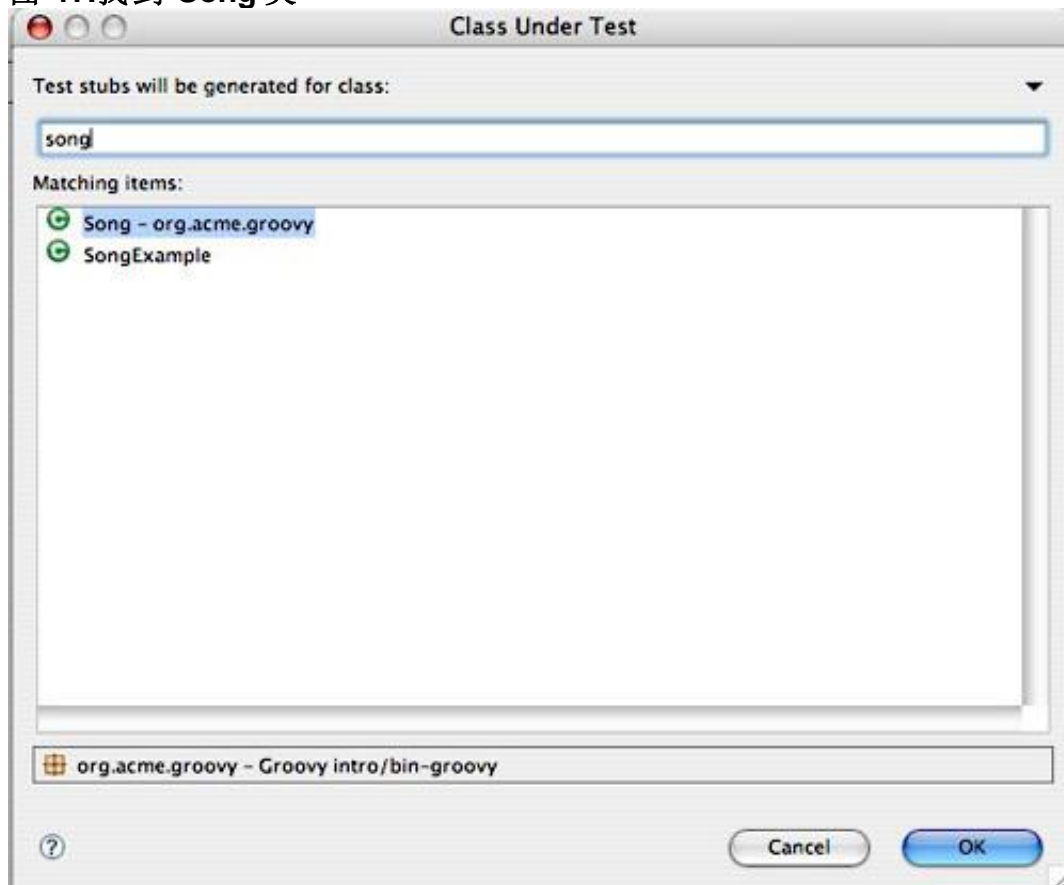 Song
Class Under Test
Test stubs will be generated for class:
song
Matching items:
Song - org.acme.groovy
SongExample
org.acme.groovy - Groovy intro/bin-groovy
?
Cancel
OK